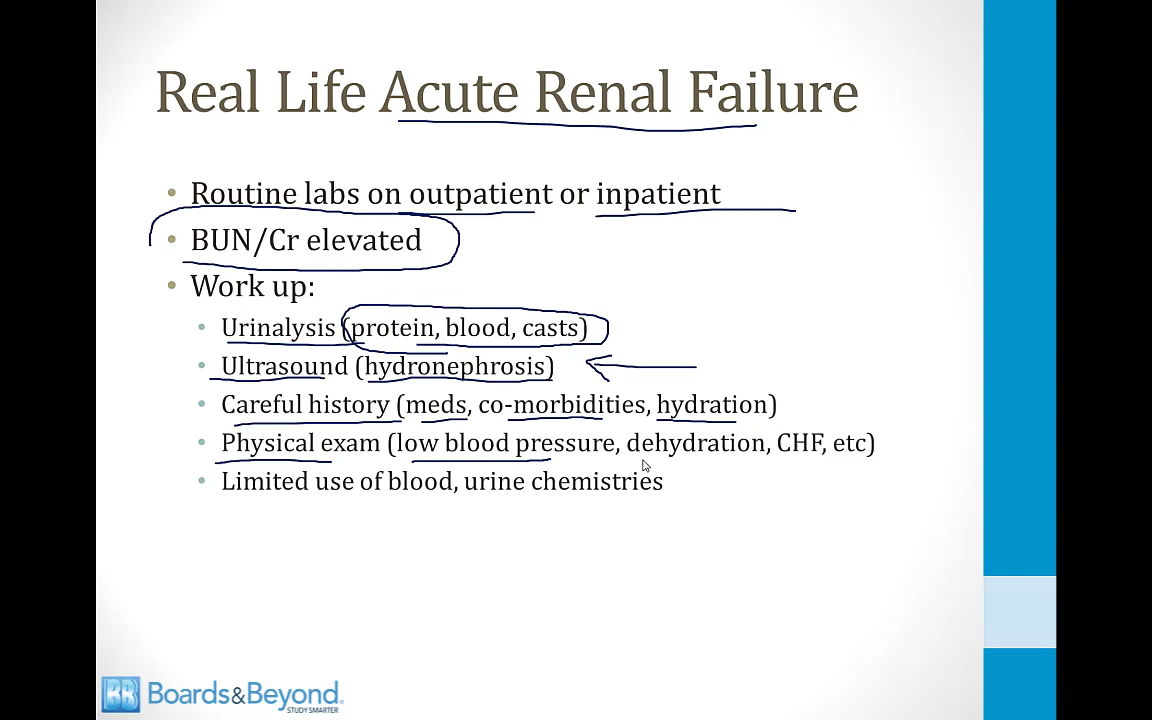 Real Life Acute Renal Failure
• Routine labs on outpatient or inpatient
• BUN/Cr elevated
• Work up:
• Urinalysis (protein, blood, casts)
• Ultrasound (hydronephrosis)
• Careful history (meds, co-morbidities, hydration)
• Physical exam (low blood pressure, dehydration, CHF, etc)
• Limited use of blood, urine chemistries
BB Boards&Beyond.
STUDY SMARTER